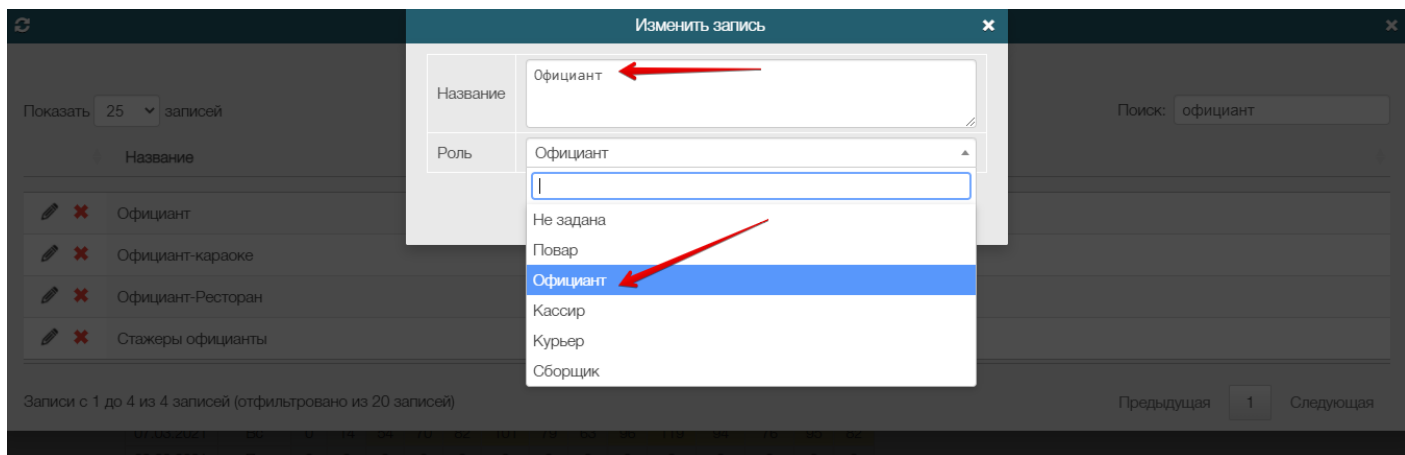 Изменить запись
Показать 25 записей
Поиск: официант
Название
Официант
Роль
Официант
Не задана
Повар
Официант
Кассир
Курьер
Сборщик
Название
Официант
Официант-караоке
Официант-Ресторан
Стажеры официанты
Записи с 1 до 4 из 4 записей (отфильтровано из 20 записей)
Предыдущая 1 Следующая